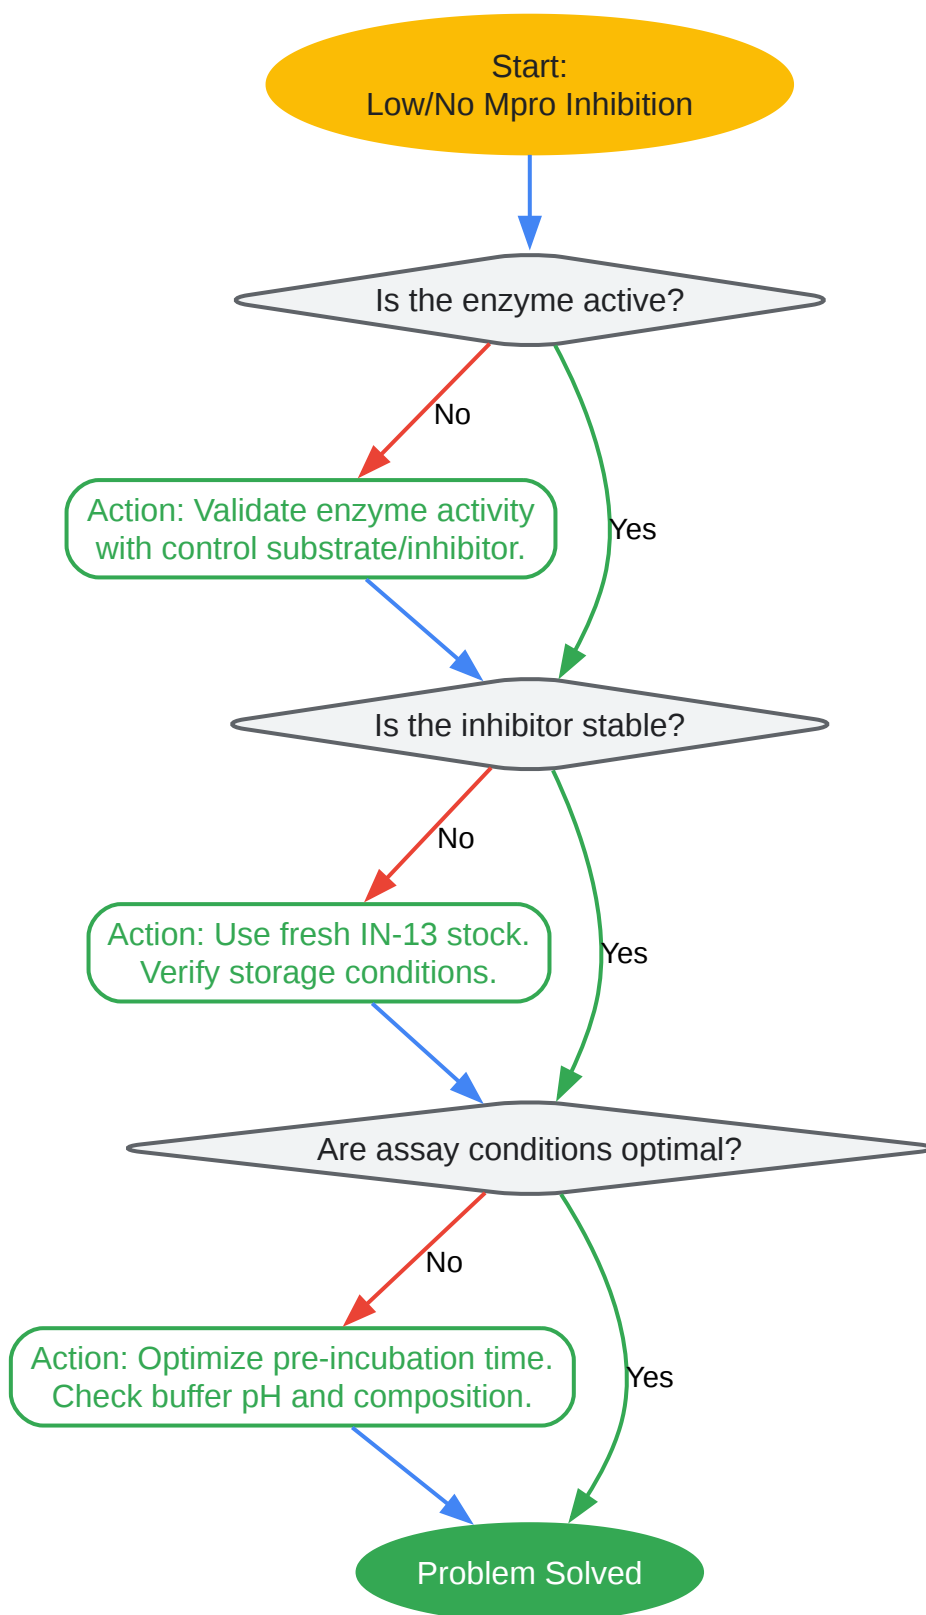 Start:
Low/No Mpro Inhibition
Is the enzyme active?
No
Action: Validate enzyme activity
with control substrate/inhibitor.
Yes
Is the inhibitor stable?
No
Action: Use fresh IN-13 stock.
Verify storage conditions.
Yes
Are assay conditions optimal?
No
Action: Optimize pre-incubation time.
Check buffer pH and composition.
Yes
Problem Solved